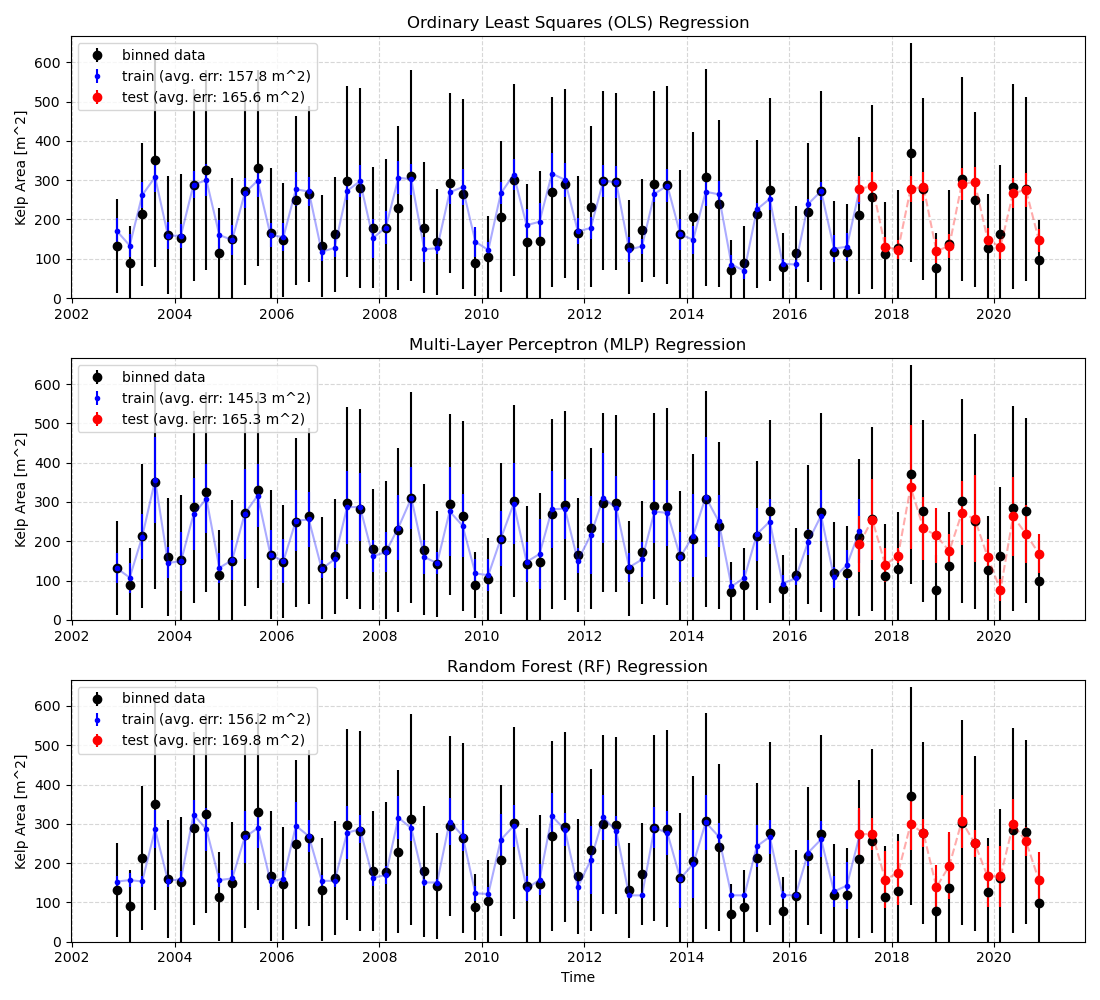 Ordinary Least Squares (OLS) Regression
Kelp Area [m^2]
600
500
400
300
200
100
0
binned data
train (avg. err: 157.8 m^2)
test (avg. err: 165.6 m^2)
2002 2004 2006 2008 2010 2012 2014 2016 2018 2020
Multi-Layer Perceptron (MLP) Regression
Kelp Area [m^2]
600
500
400
300
200
100
0
binned data
train (avg. err: 145.3 m^2)
test (avg. err: 165.3 m^2)
2002 2004 2006 2008 2010 2012 2014 2016 2018 2020
Random Forest (RF) Regression
Kelp Area [m^2]
600
500
400
300
200
100
0
binned data
train (avg. err: 156.2 m^2)
test (avg. err: 169.8 m^2)
2002 2004 2006 2008 2010 2012 2014 2016 2018 2020
Time